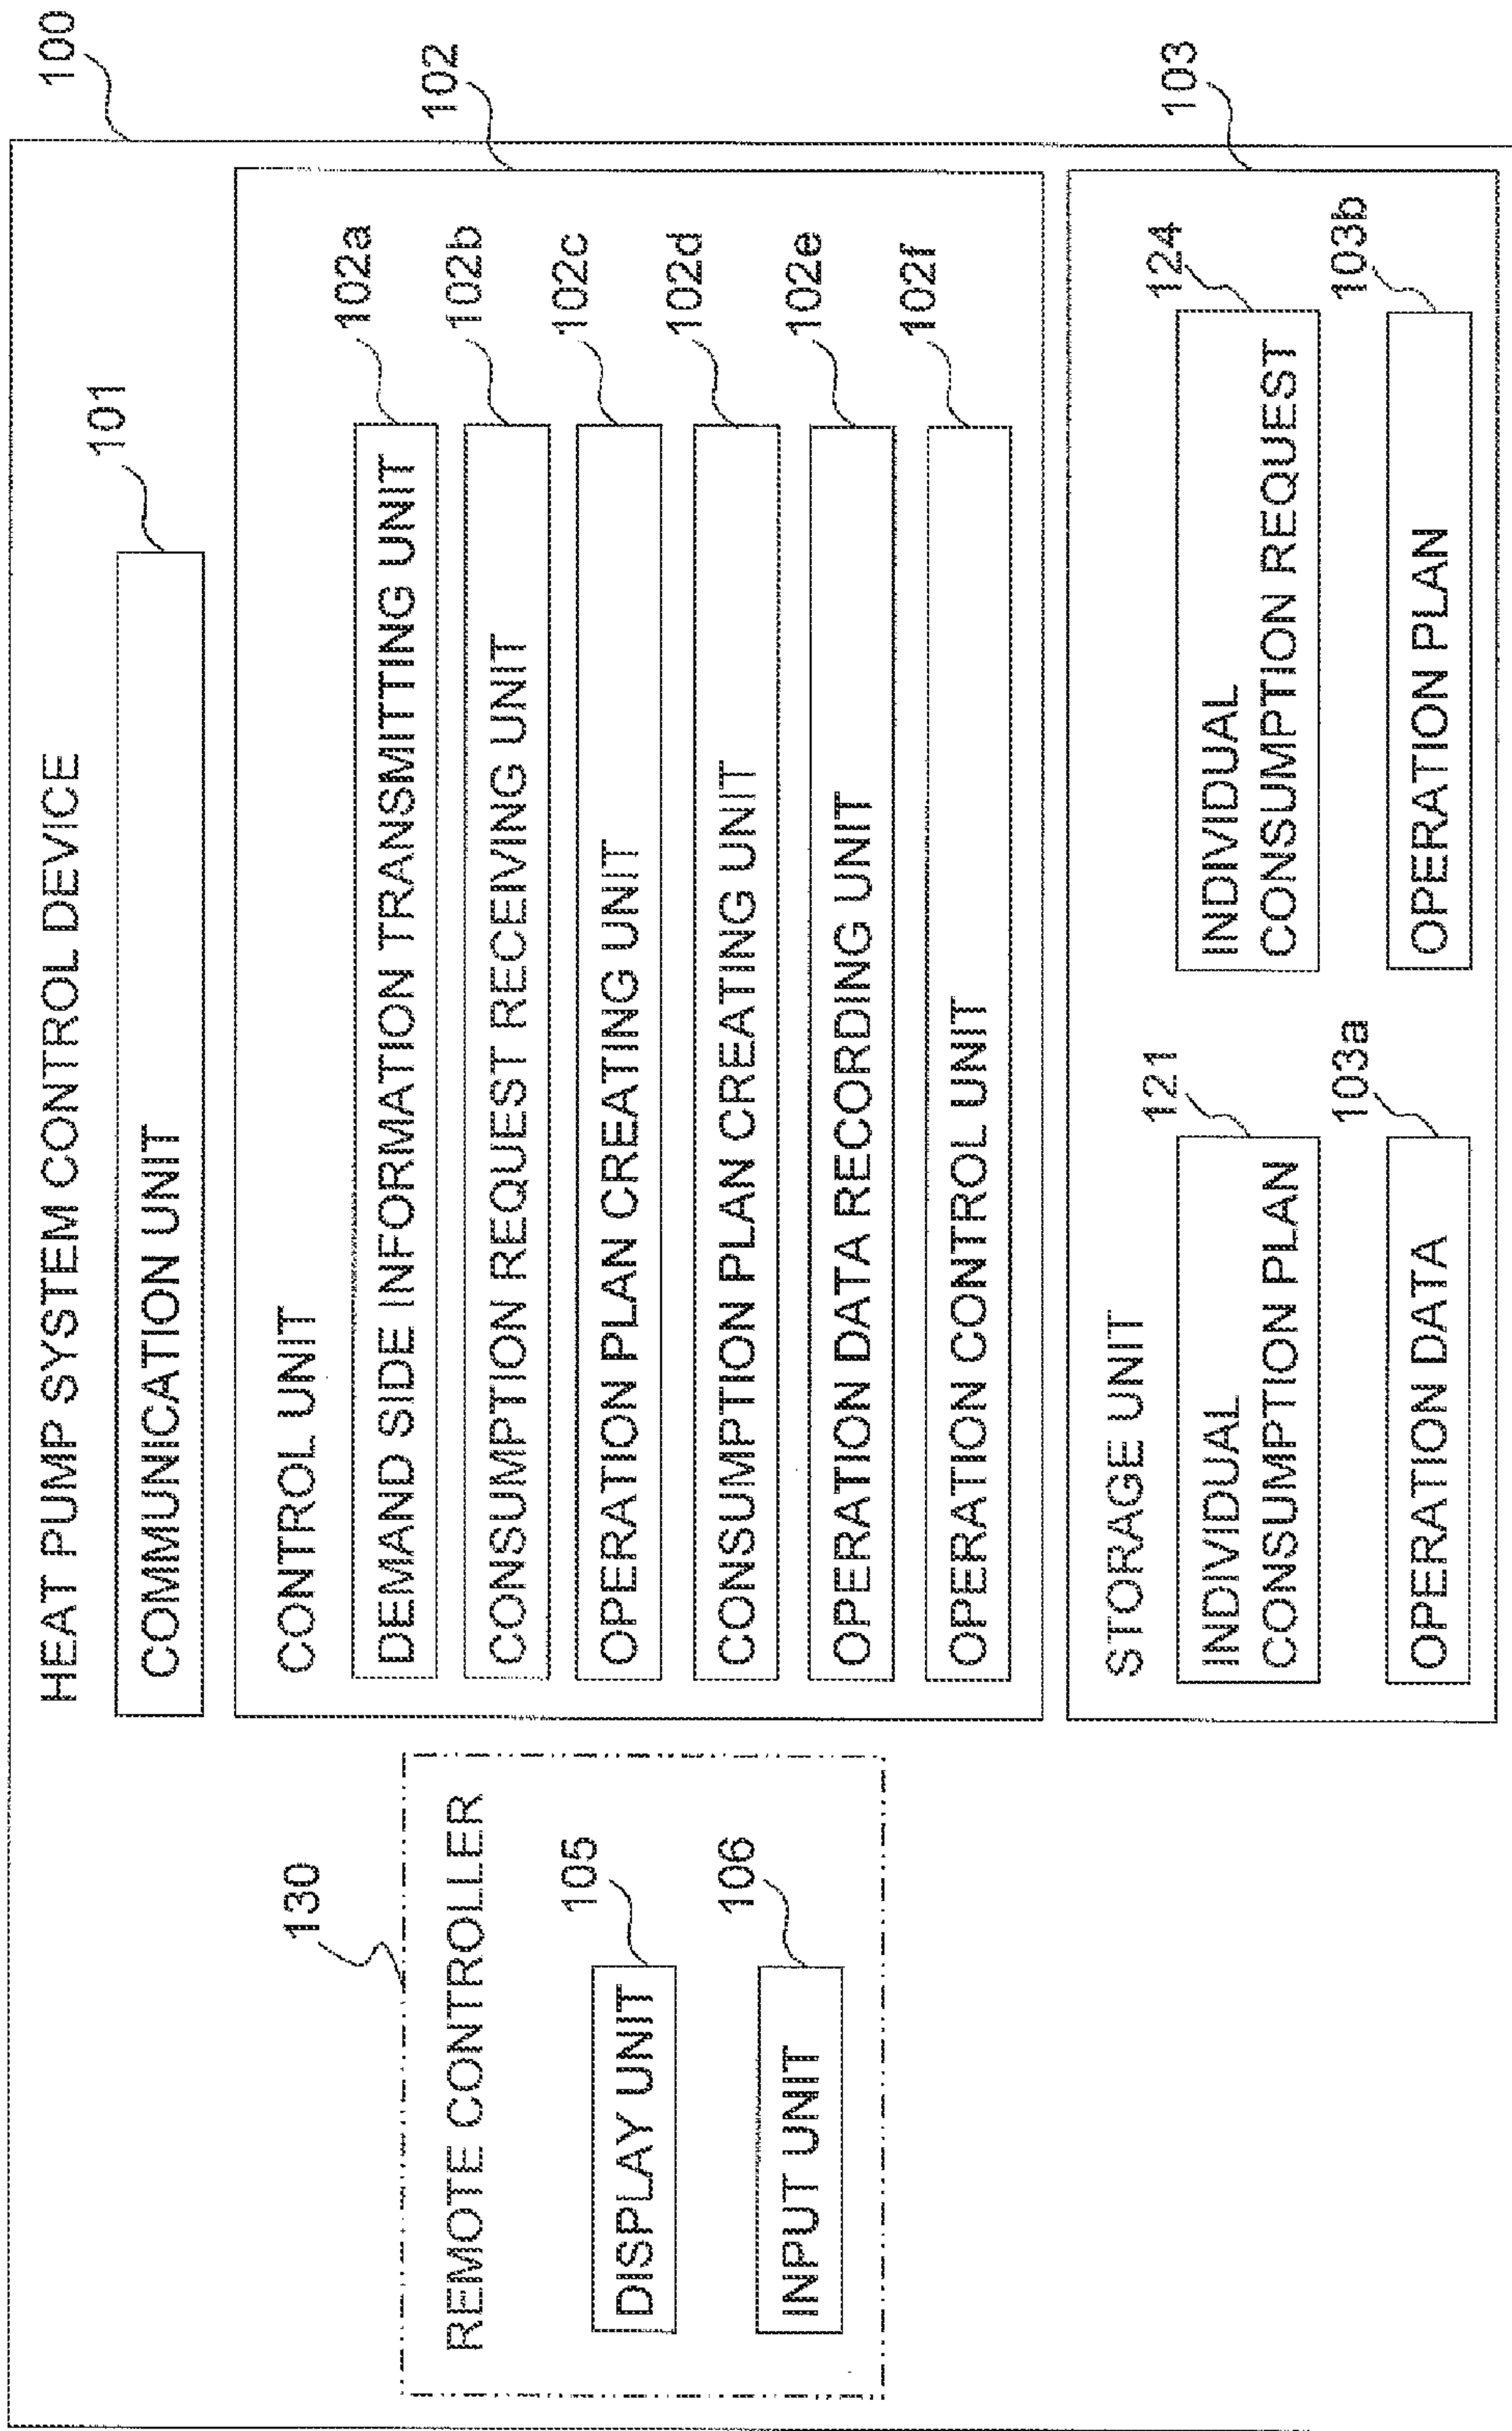 100
HEAT PUMP SYSTEM CONTROL DEVICE
101
COMMUNICATION UNIT
102
CONTROL UNIT
102a
DEMAND SIDE INFORMATION TRANSMITTING UNIT
102b
CONSUMPTION REQUEST RECEIVING UNIT
102c
OPERATION PLAN CREATING UNIT
102d
CONSUMPTION PLAN CREATING UNIT
102e
OPERATION DATA RECORDING UNIT
102f
OPERATION CONTROL UNIT
130
REMOTE CONTROLLER
105
DISPLAY UNIT
106
INPUT UNIT
103
STORAGE UNIT
121
INDIVIDUAL
CONSUMPTION PLAN
124
INDIVIDUAL
CONSUMPTION REQUEST
103a
OPERATION DATA
103b
OPERATION PLAN